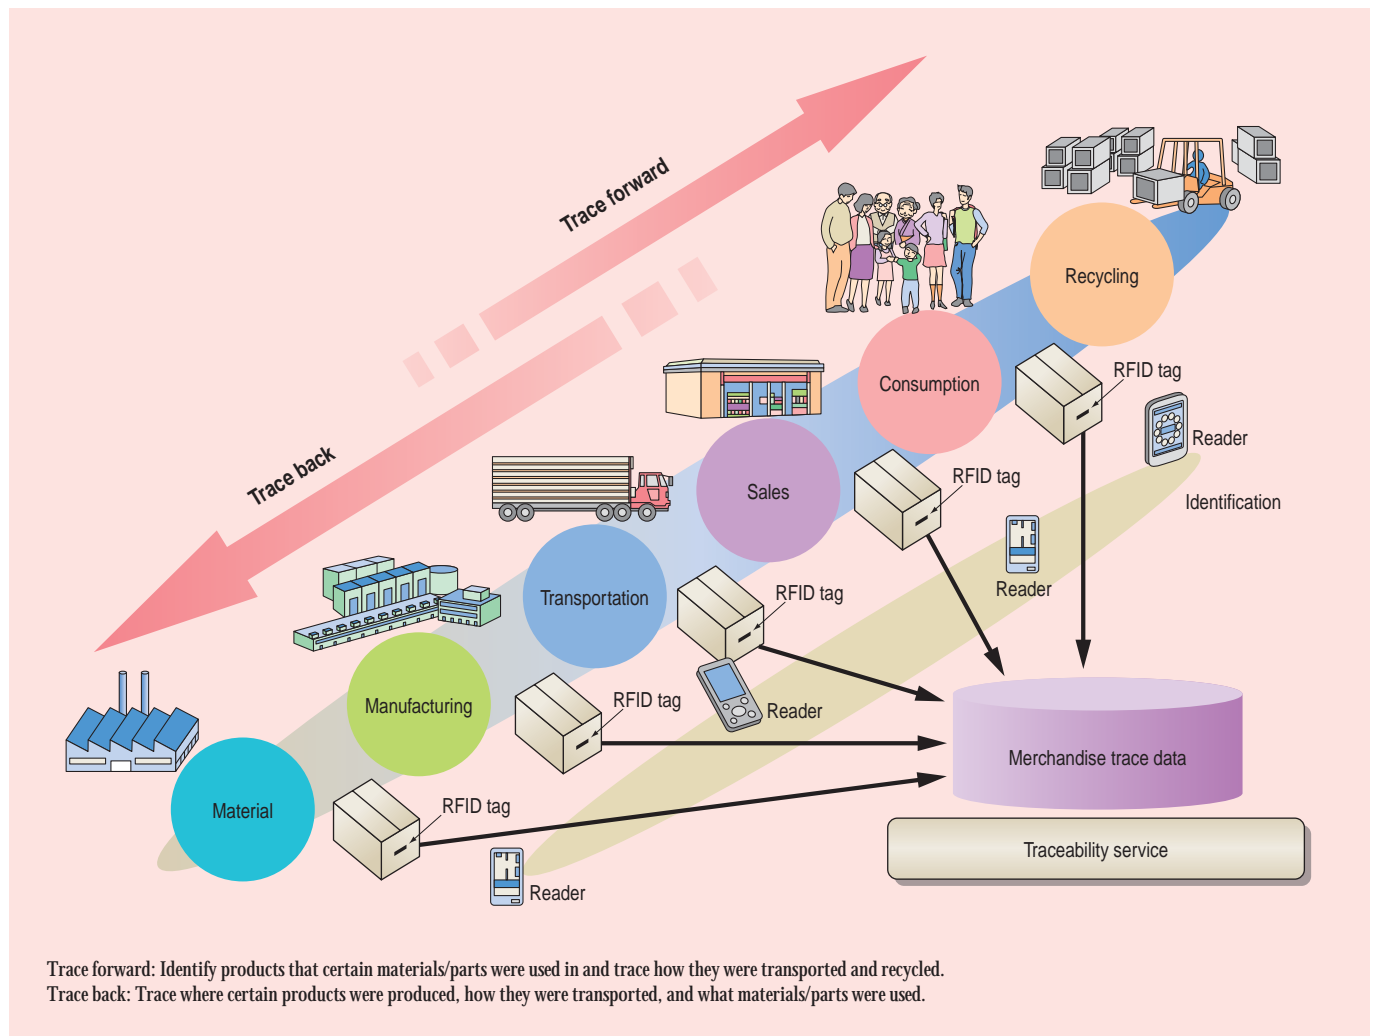 Trace forward
Trace back
Recycling
Consumption
Sales
Transportation
Manufacturing
Material
RFID tag
Reader
Identification
RFID tag
Reader
RFID tag
Reader
RFID tag
RFID tag
Reader
Merchandise trace data
Traceability service
Trace forward: Identify products that certain materials/parts were used in and trace how they were transported and recycled.
Trace back: Trace where certain products were produced, how they were transported, and what materials/parts were used.